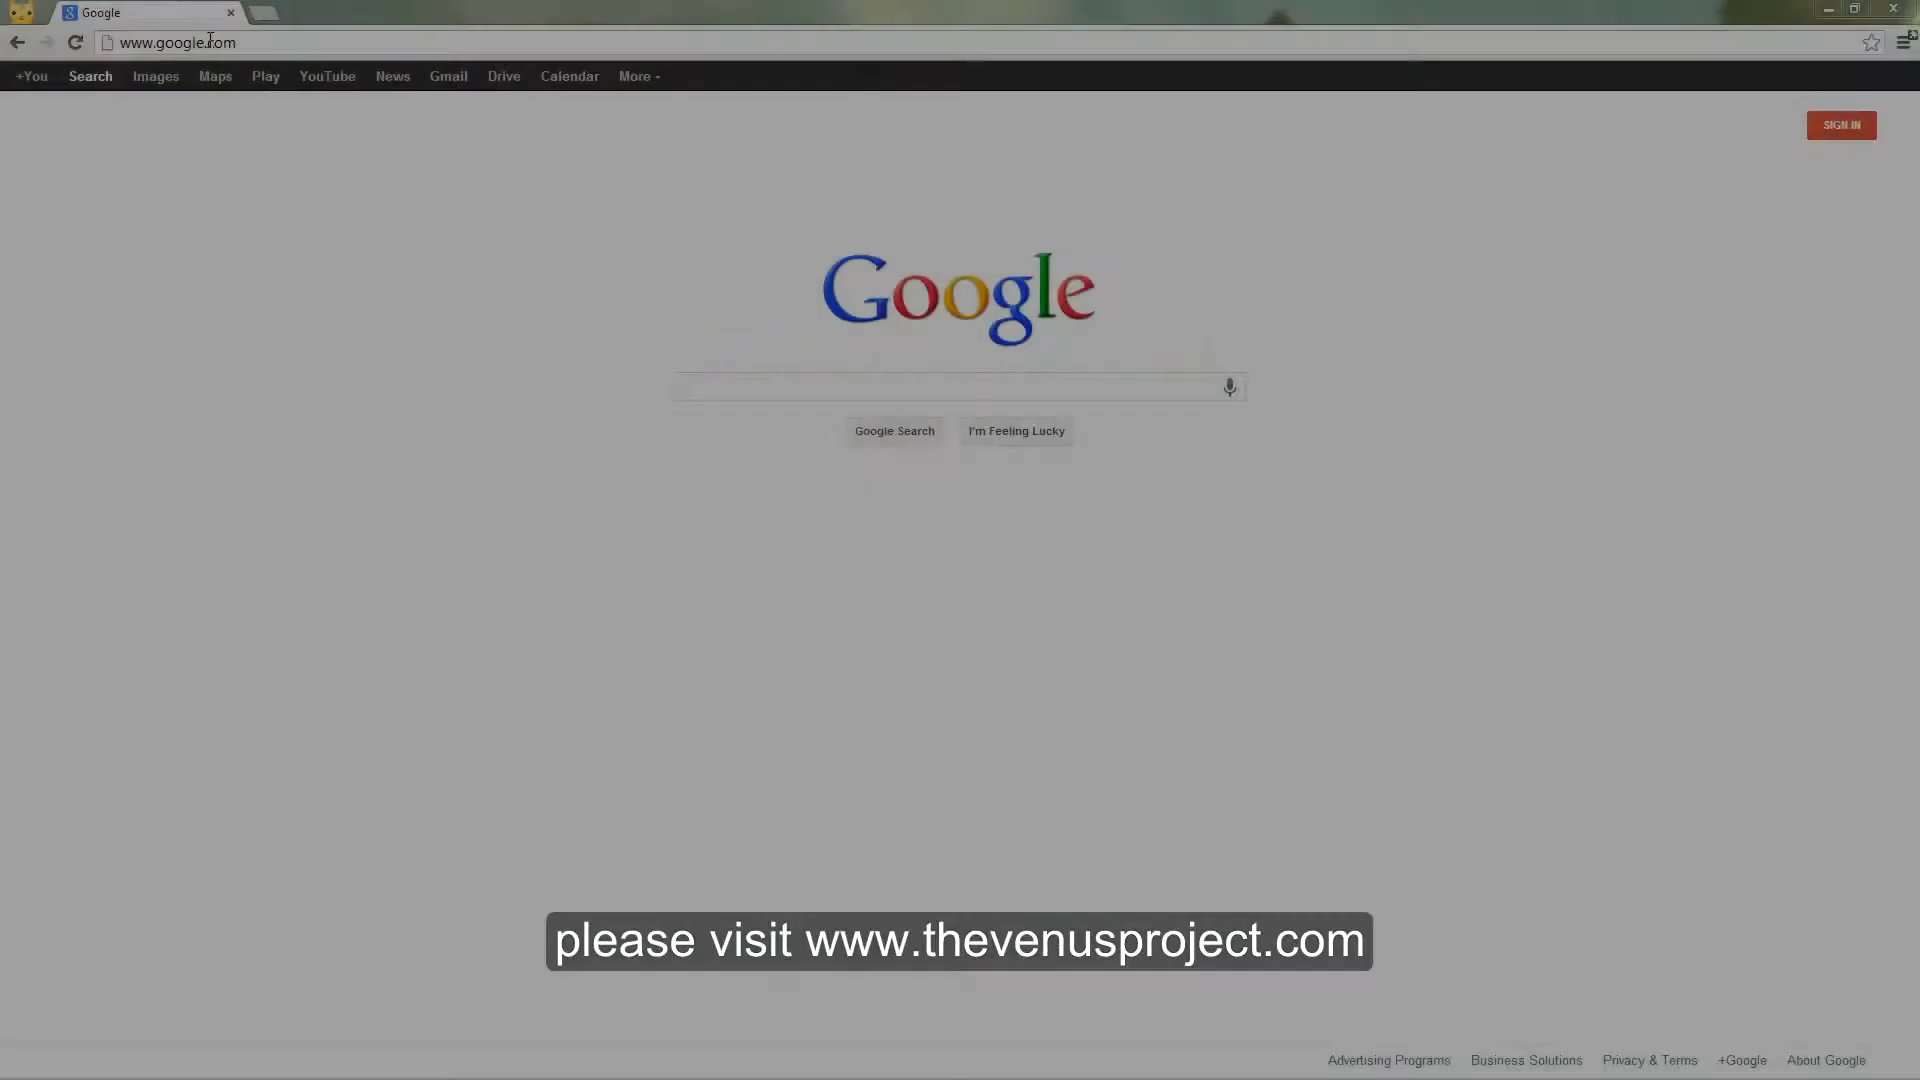 Google
www.google.com
+You Search Images Maps Play YouTube News Gmail Drive Calendar More
SIGN IN
Google
Google Search I'm Feeling Lucky
please visit www.thevenusproject.com
Advertising Programs Business Solutions Privacy & Terms +Google About Google